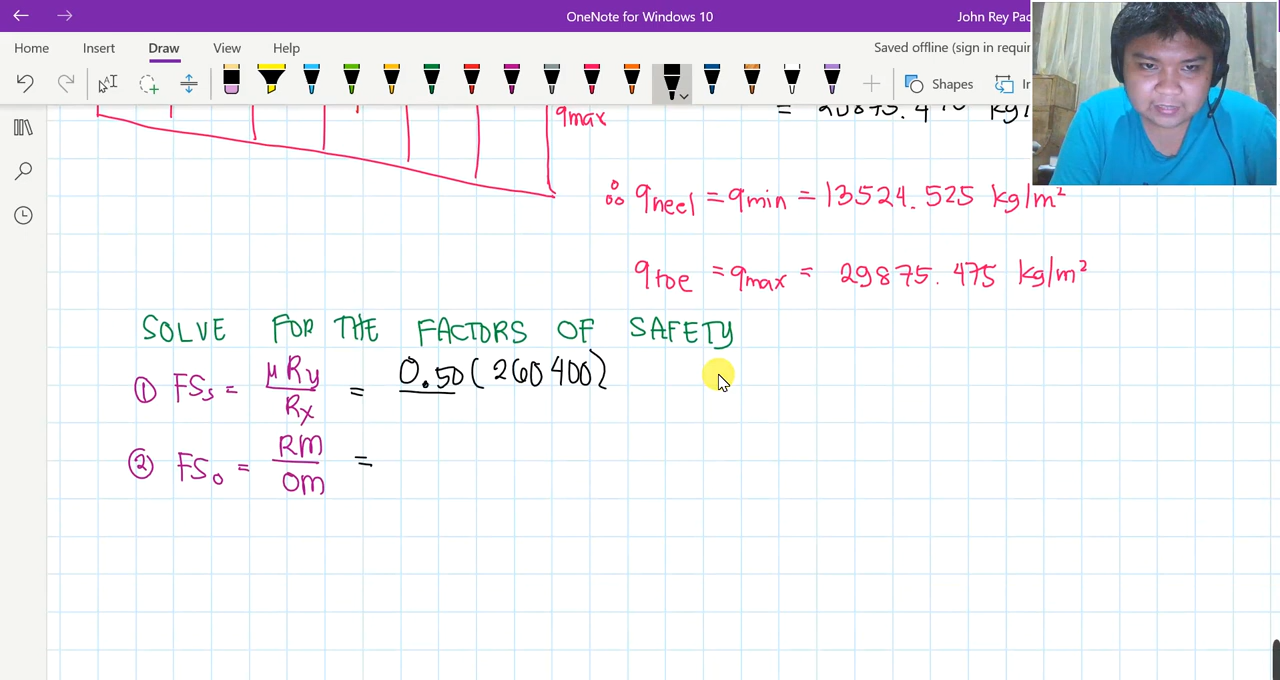 OneNote for Windows 10
John Rey Pac
Home Insert Draw View Help
Saved offline (sign in requir
Shapes
In
qmax
kg/
∴ qheel = qmin = 13524.525 kg/m²
qtoe = qmax = 29875.475 kg/m²
SOLVE FOR THE FACTORS OF SAFETY
① FSs = μRy / Rx = 0.50(260400)
② FSo = RM / OM =